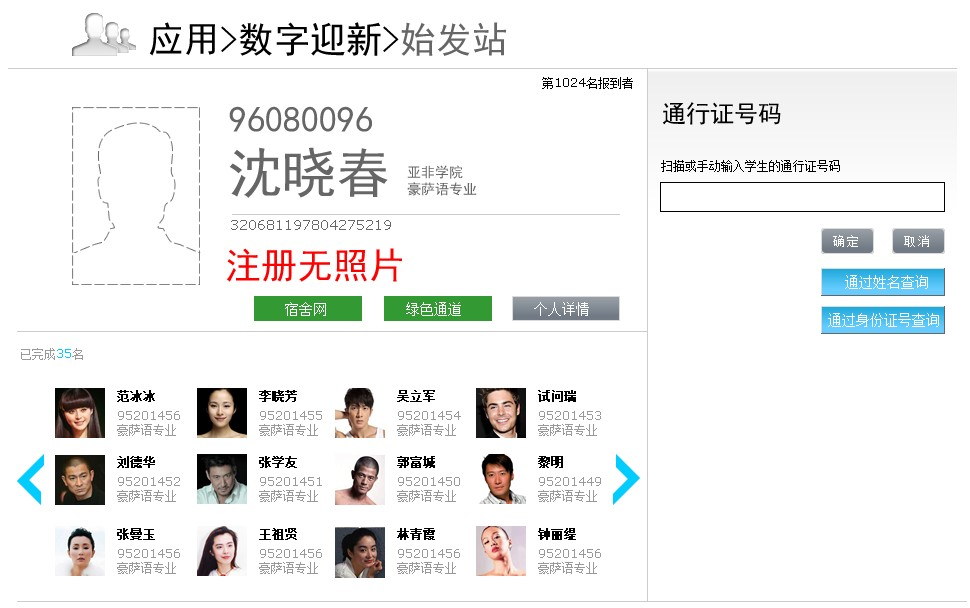 应用>数字迎新>始发站
第1024名报到者
96080096
沈晓春
亚非学院
豪萨语专业
320681197804275219
注册无照片
宿舍网
绿色通道
个人详情
通行证号码
扫描或手动输入学生的通行证号码
确定
取消
通过姓名查询
通过身份证号查询
已完成35名
范冰冰
95201456
豪萨语专业
李晓芳
95201455
豪萨语专业
吴立军
95201454
豪萨语专业
试问瑞
95201453
豪萨语专业
刘德华
95201452
豪萨语专业
张学友
95201451
豪萨语专业
郭富城
95201450
豪萨语专业
黎明
95201449
豪萨语专业
张曼玉
95201456
豪萨语专业
王祖贤
95201456
豪萨语专业
林青霞
95201456
豪萨语专业
钟丽缇
95201456
豪萨语专业